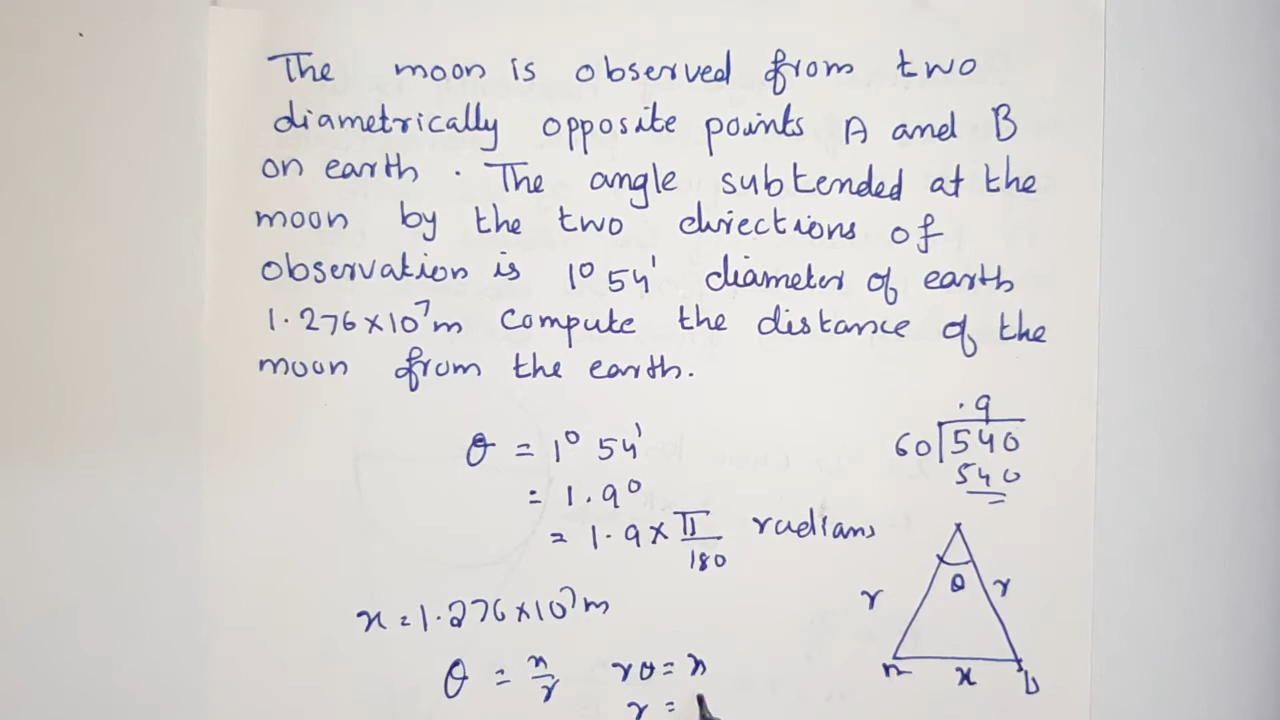 The moon is observed from two
diametrically opposite points A and B
on earth. The angle subtended at the
moon by the two directions of
observation is 1° 54' diameter of earth
1.276×10⁷m compute the distance of the
moon from the earth.
.9
60)540
540
θ = 1° 54'
= 1.9°
= 1.9 × π/180 radians
θ
r r
x
x = 1.276×10⁷m
θ = x/r rθ = x
r =